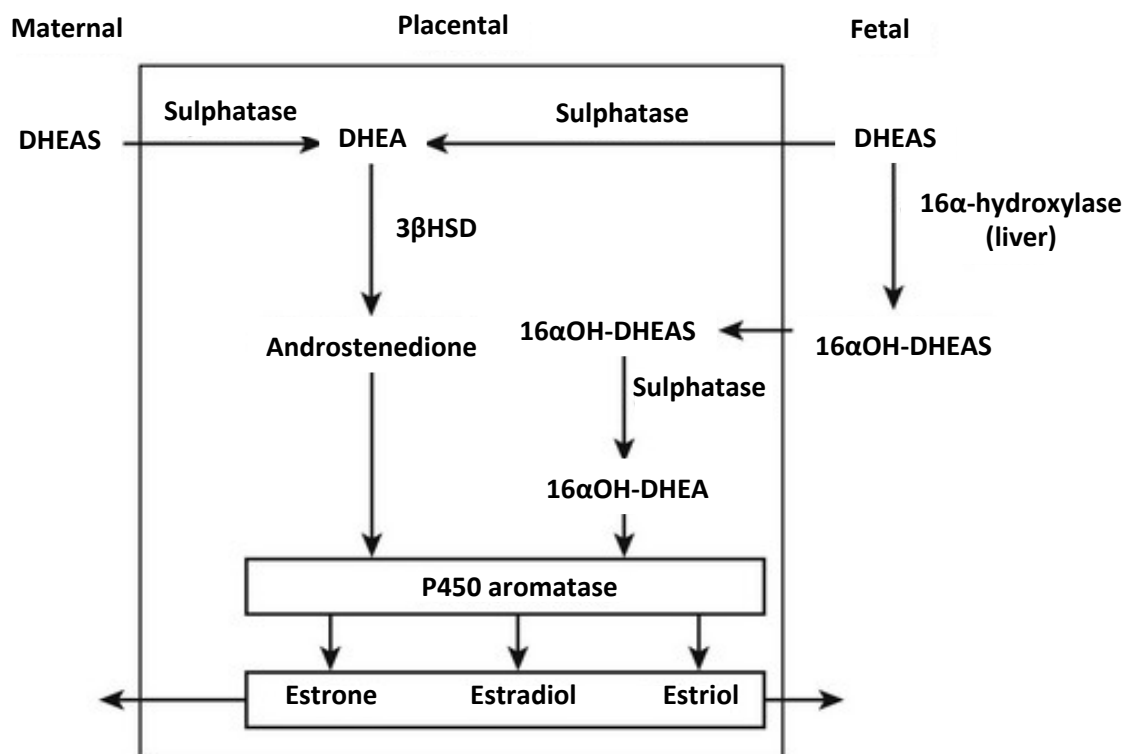 Maternal
Placental
Fetal
Sulphatase
Sulphatase
DHEAS
DHEA
DHEAS
16α-hydroxylase
(liver)
3βHSD
Androstenedione
16αOH-DHEAS
16αOH-DHEAS
Sulphatase
16αOH-DHEA
P450 aromatase
Estrone
Estradiol
Estriol